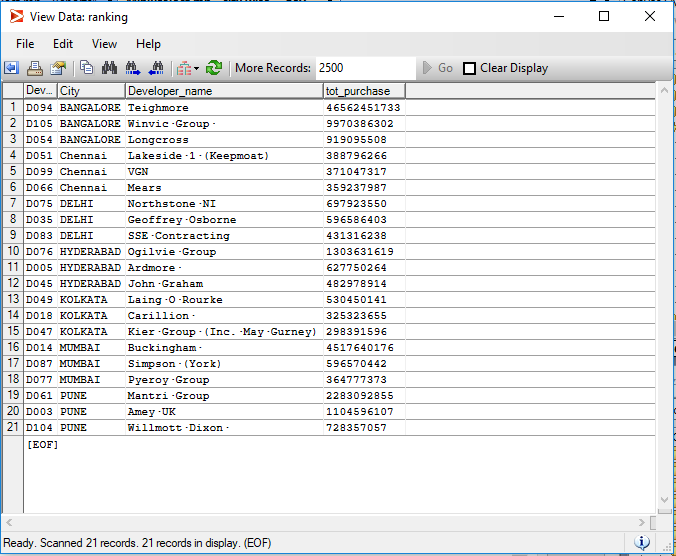 View Data: ranking
File Edit View Help
More Records: 2500 Go Clear Display
Dev... City Developer_name tot_purchase
1 D094 BANGALORE Teighmore 46562451733
2 D105 BANGALORE Winvic·Group· 9970386302
3 D054 BANGALORE Longcross 919095508
4 D051 Chennai Lakeside·1·(Keepmoat) 388796266
5 D099 Chennai VGN 371047317
6 D066 Chennai Mears 359237987
7 D075 DELHI Northstone·NI 697923550
8 D035 DELHI Geoffrey·Osborne 596586403
9 D083 DELHI SSE·Contracting 431316238
10 D076 HYDERABAD Ogilvie·Group 1303631619
11 D005 HYDERABAD Ardmore· 627750264
12 D045 HYDERABAD John·Graham 482978914
13 D049 KOLKATA Laing·O·Rourke 530450141
14 D018 KOLKATA Carillion· 325323655
15 D047 KOLKATA Kier·Group·(Inc.·May·Gurney) 298391596
16 D014 MUMBAI Buckingham· 4517640176
17 D087 MUMBAI Simpson·(York) 596570442
18 D077 MUMBAI Pyeroy·Group 364777373
19 D061 PUNE Mantri·Group 2283092855
20 D003 PUNE Amey·UK 1104596107
21 D104 PUNE Willmott·Dixon· 728357057
[EOF]
Ready. Scanned 21 records. 21 records in display. (EOF)